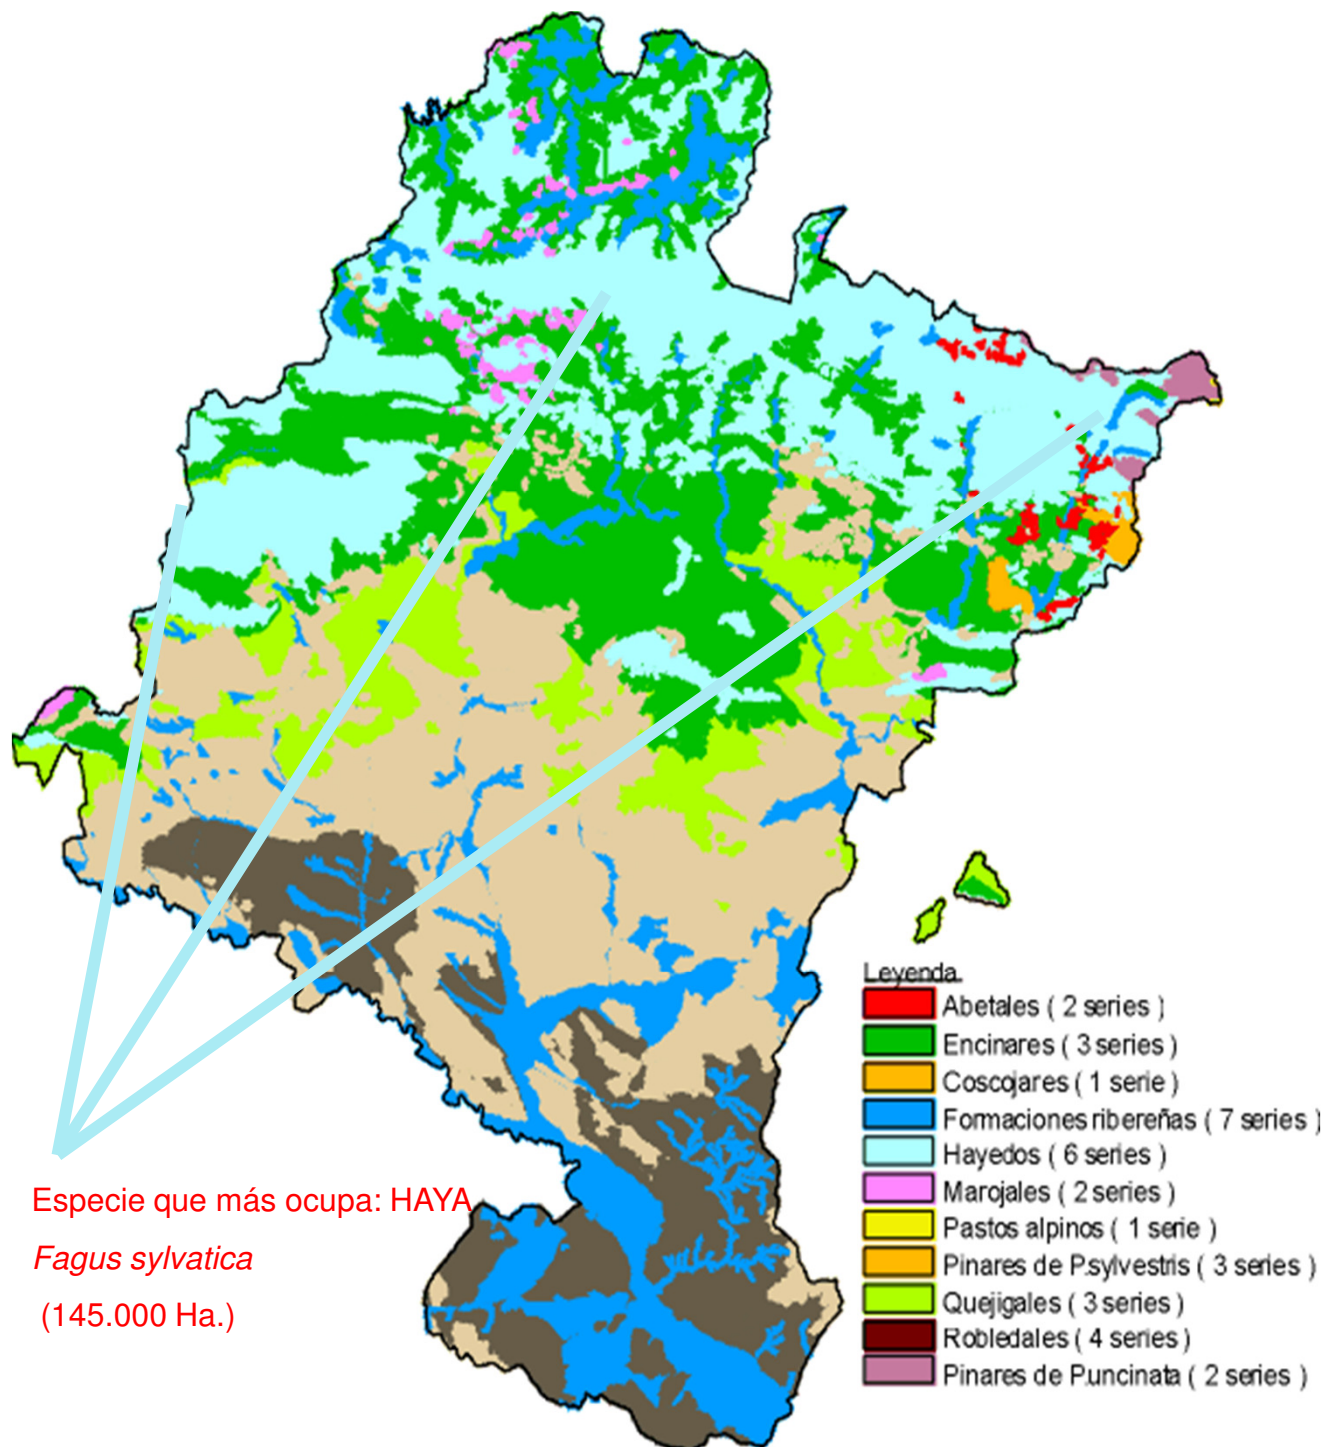 Leyenda.
Abetales ( 2 series )
Encinares ( 3 series )
Coscojares ( 1 serie )
Formaciones ribereñas ( 7 series )
Hayedos ( 6 series )
Marojales ( 2 series )
Pastos alpinos ( 1 serie )
Pinares de P.sylvestris ( 3 series )
Quejigales ( 3 series )
Robledales ( 4 series )
Pinares de P.uncinata ( 2 series )
Especie que más ocupa: HAYA
Fagus sylvatica
(145.000 Ha.)